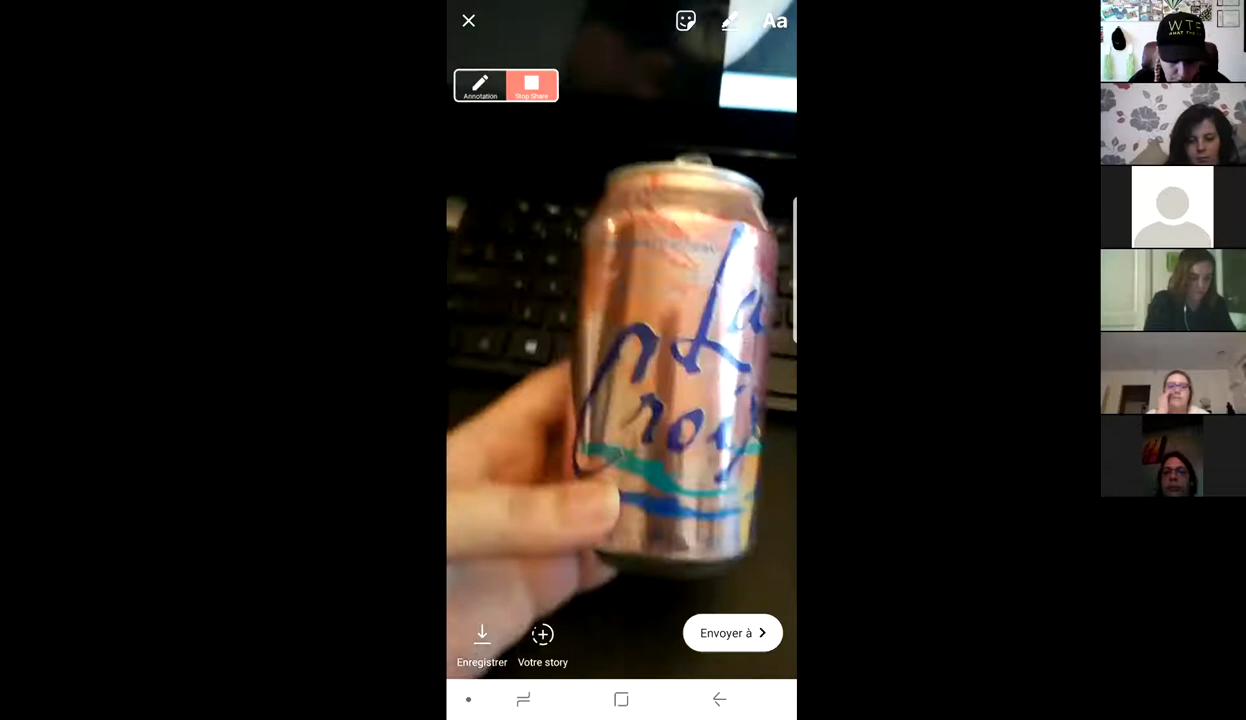 Aa
Annotation
Stop Share
La
Croix
Envoyer à
Enregistrer
Votre story